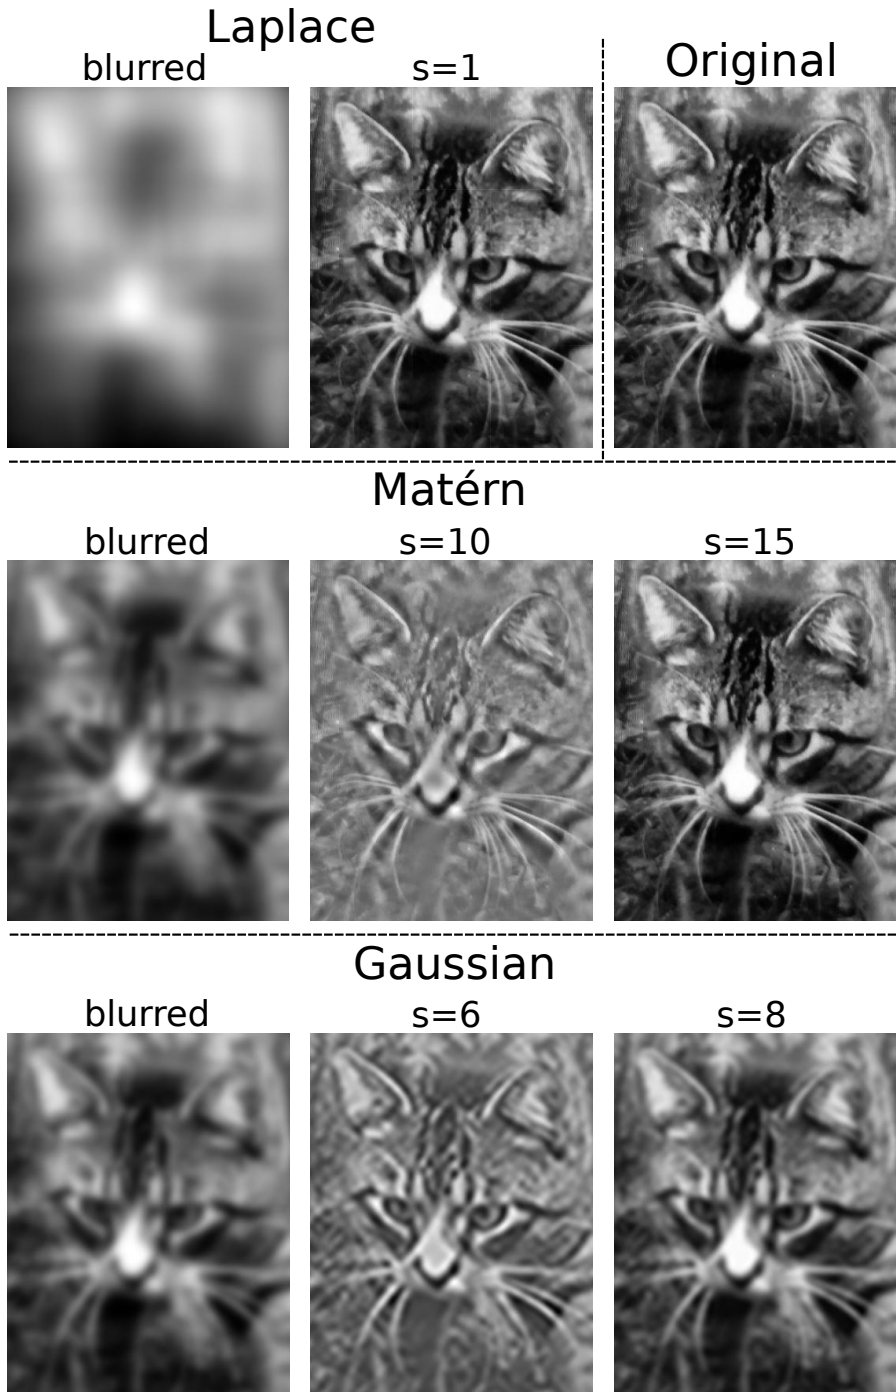 Laplace
blurred
s=1
Original
Matérn
blurred
s=10
s=15
Gaussian
blurred
s=6
s=8